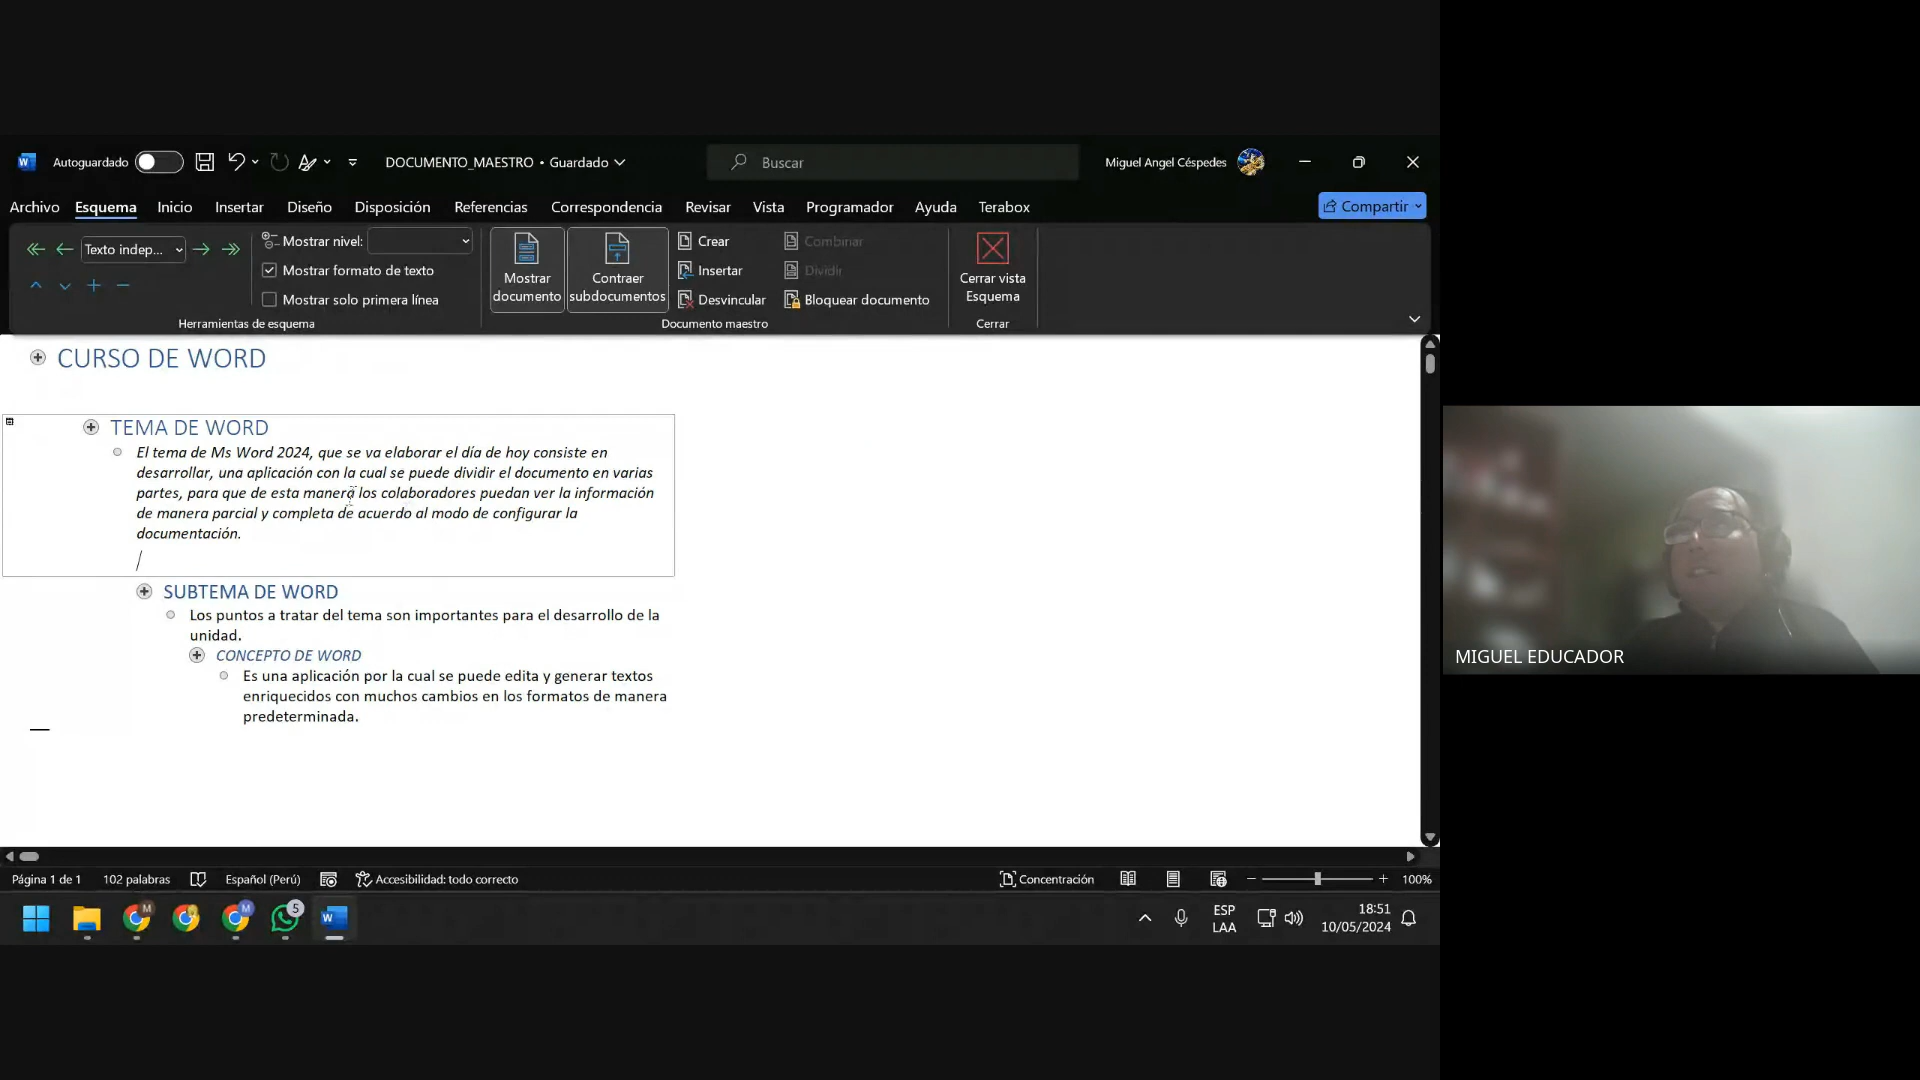 Autoguardado
DOCUMENTO_MAESTRO • Guardado
Buscar
Miguel Angel Céspedes
Archivo Esquema Inicio Insertar Diseño Disposición Referencias Correspondencia Revisar Vista Programador Ayuda Terabox
Compartir
Texto indep...
Mostrar nivel:
Mostrar formato de texto
Mostrar solo primera línea
Herramientas de esquema
Mostrar documento
Contraer subdocumentos
Crear
Insertar
Desvincular
Combinar
Dividir
Bloquear documento
Documento maestro
Cerrar vista Esquema
Cerrar
CURSO DE WORD
TEMA DE WORD
El tema de Ms Word 2024, que se va elaborar el día de hoy consiste en
desarrollar, una aplicación con la cual se puede dividir el documento en varias
partes, para que de esta manera los colaboradores puedan ver la información
de manera parcial y completa de acuerdo al modo de configurar la
documentación.
SUBTEMA DE WORD
Los puntos a tratar del tema son importantes para el desarrollo de la
unidad.
CONCEPTO DE WORD
Es una aplicación por la cual se puede edita y generar textos
enriquecidos con muchos cambios en los formatos de manera
predeterminada.
MIGUEL EDUCADOR
Página 1 de 1 102 palabras Español (Perú) Accesibilidad: todo correcto
Concentración
100%
5
ESP
LAA
18:51
10/05/2024